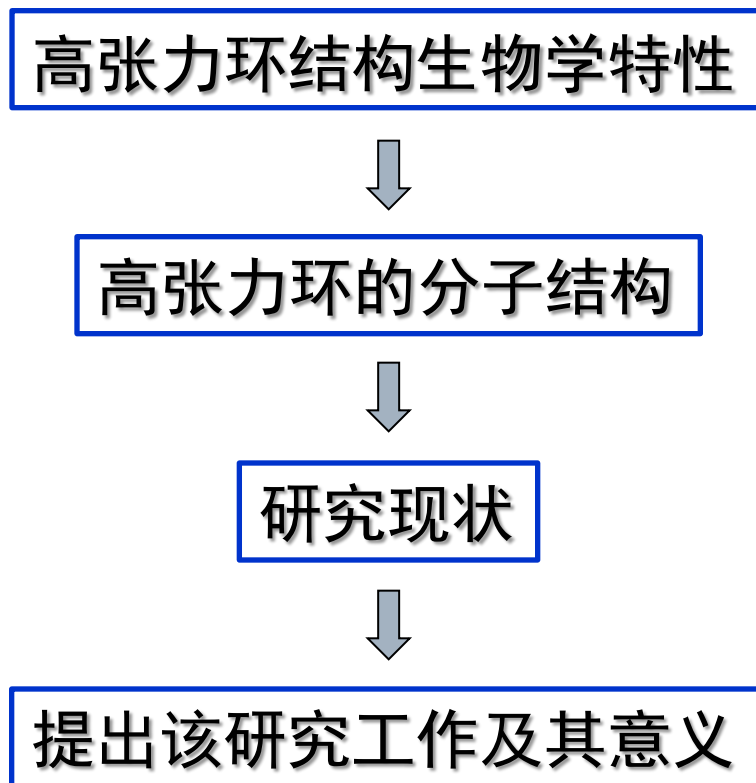 高张力环结构生物学特性
高张力环的分子结构
研究现状
提出该研究工作及其意义